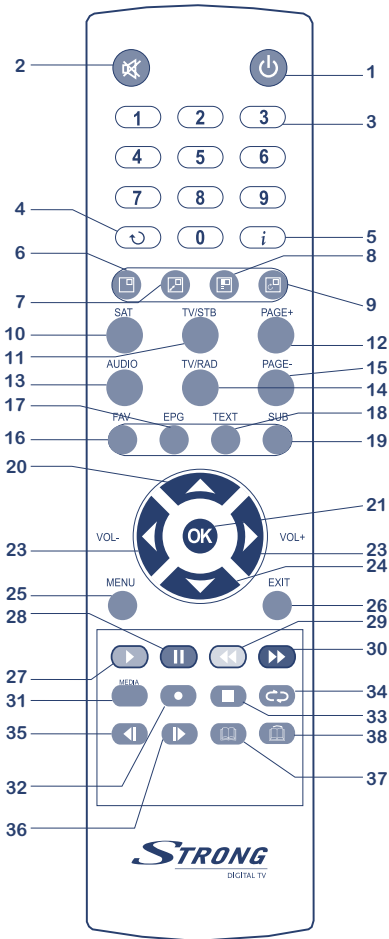 2
1
1 2 3
3
4 5 6
7 8 9
4
0 i
5
6
8
7
9
SAT TV/STB PAGE+
10
11
12
AUDIO TV/RAD PAGE-
13
15
14
17
FAV EPG TEXT SUB
18
16
19
20
OK
21
VOL- VOL+
23
23
24
MENU EXIT
25
26
28
29
27
30
MEDIA
31
34
33
35
38
32
37
36
STRONG
DIGITAL TV